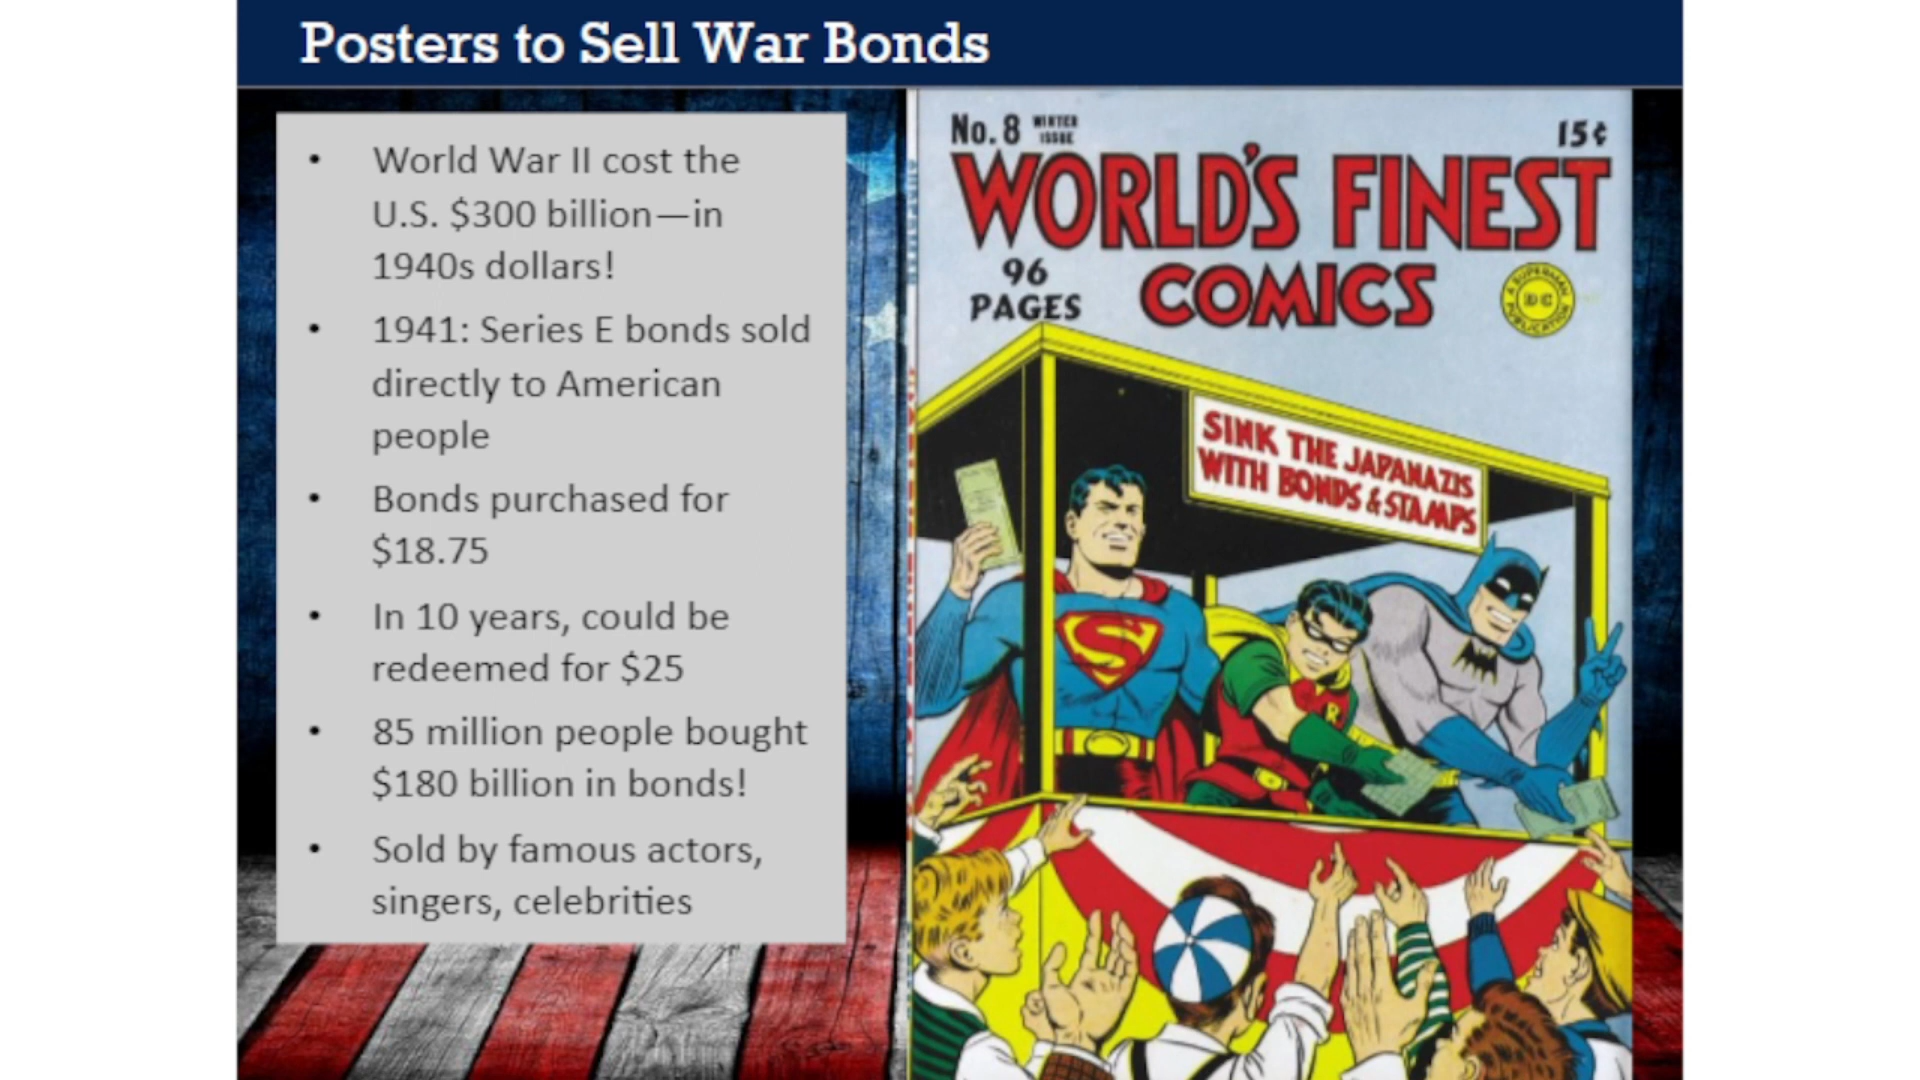 Posters to Sell War Bonds
• World War II cost the
U.S. $300 billion—in
1940s dollars!
• 1941: Series E bonds sold
directly to American
people
• Bonds purchased for
$18.75
• In 10 years, could be
redeemed for $25
• 85 million people bought
$180 billion in bonds!
• Sold by famous actors,
singers, celebrities
No. 8 WINTER ISSUE
15¢
WORLD'S FINEST
96
PAGES
COMICS
A SUPERMAN
DC
PUBLICATION
SINK THE JAPANAZIS
WITH BONDS & STAMPS
S
R